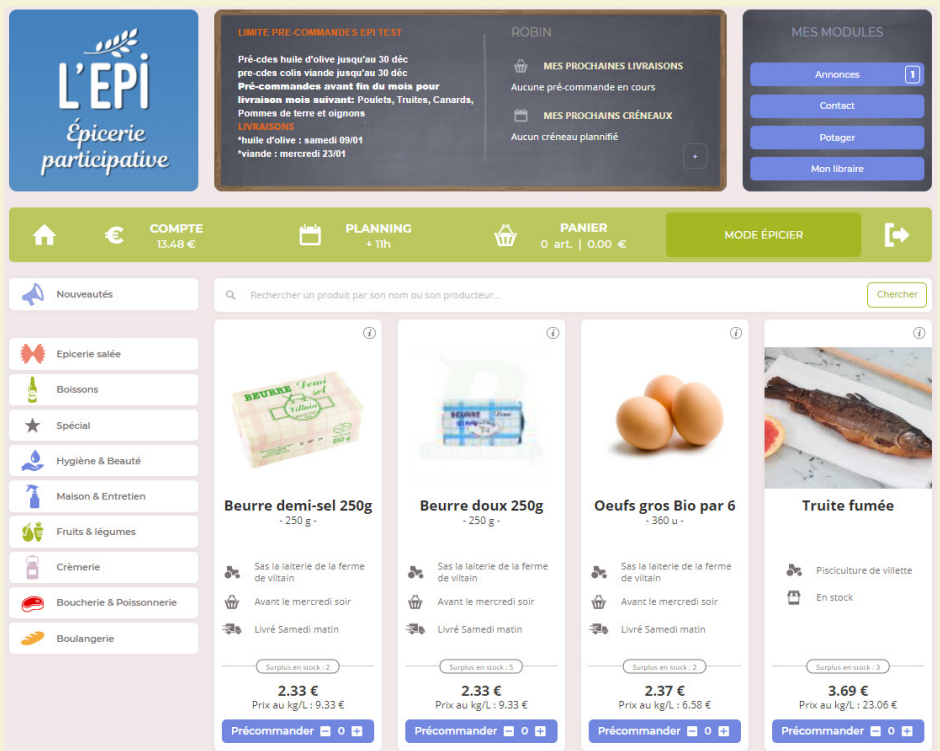 L'EPI
Épicerie
participative
LIMITE PRE-COMMANDES EPI TEST
Pré-cdes huile d'olive jusqu'au 30 déc
pre-cdes colis viande jusqu'au 30 déc
Pré-commandes avant fin du mois pour
livraison mois suivant: Poulets, Truites, Canards,
Pommes de terre et oignons
LIVRAISONS
*huile d'olive : samedi 09/01
*viande : mercredi 23/01
ROBIN
MES PROCHAINES LIVRAISONS
Aucune pré-commande en cours
MES PROCHAINS CRÉNEAUX
Aucun créneau plannifié
+
MES MODULES
Annonces 1
Contact
Potager
Mon libraire
€ COMPTE
13.48 €
PLANNING
+ 11h
PANIER
0 art. | 0.00 €
MODE ÉPICIER
Nouveautés
Epicerie salée
Boissons
Spécial
Hygiène & Beauté
Maison & Entretien
Fruits & légumes
Crèmerie
Boucherie & Poissonnerie
Boulangerie
Rechercher un produit par son nom ou son producteur...
Chercher
i
BEURRE Demi
sel
Villain
Beurre demi-sel 250g
- 250 g -
Sas la laiterie de la ferme
de viltain
Avant le mercredi soir
Livré Samedi matin
Surplus en stock : 2
2.33 €
Prix au kg/L : 9.33 €
Précommander - 0 +
i
BEURRE
Beurre doux 250g
- 250 g -
Sas la laiterie de la ferme
de viltain
Avant le mercredi soir
Livré Samedi matin
Surplus en stock : 5
2.33 €
Prix au kg/L : 9.33 €
Précommander - 0 +
i
Oeufs gros Bio par 6
- 360 u -
Sas la laiterie de la ferme
de viltain
Avant le mercredi soir
Livré Samedi matin
Surplus en stock : 2
2.37 €
Prix au kg/L : 6.58 €
Précommander - 0 +
i
Truite fumée
Pisciculture de villette
En stock
Surplus en stock : 3
3.69 €
Prix au kg/L : 23.06 €
Précommander - 0 +